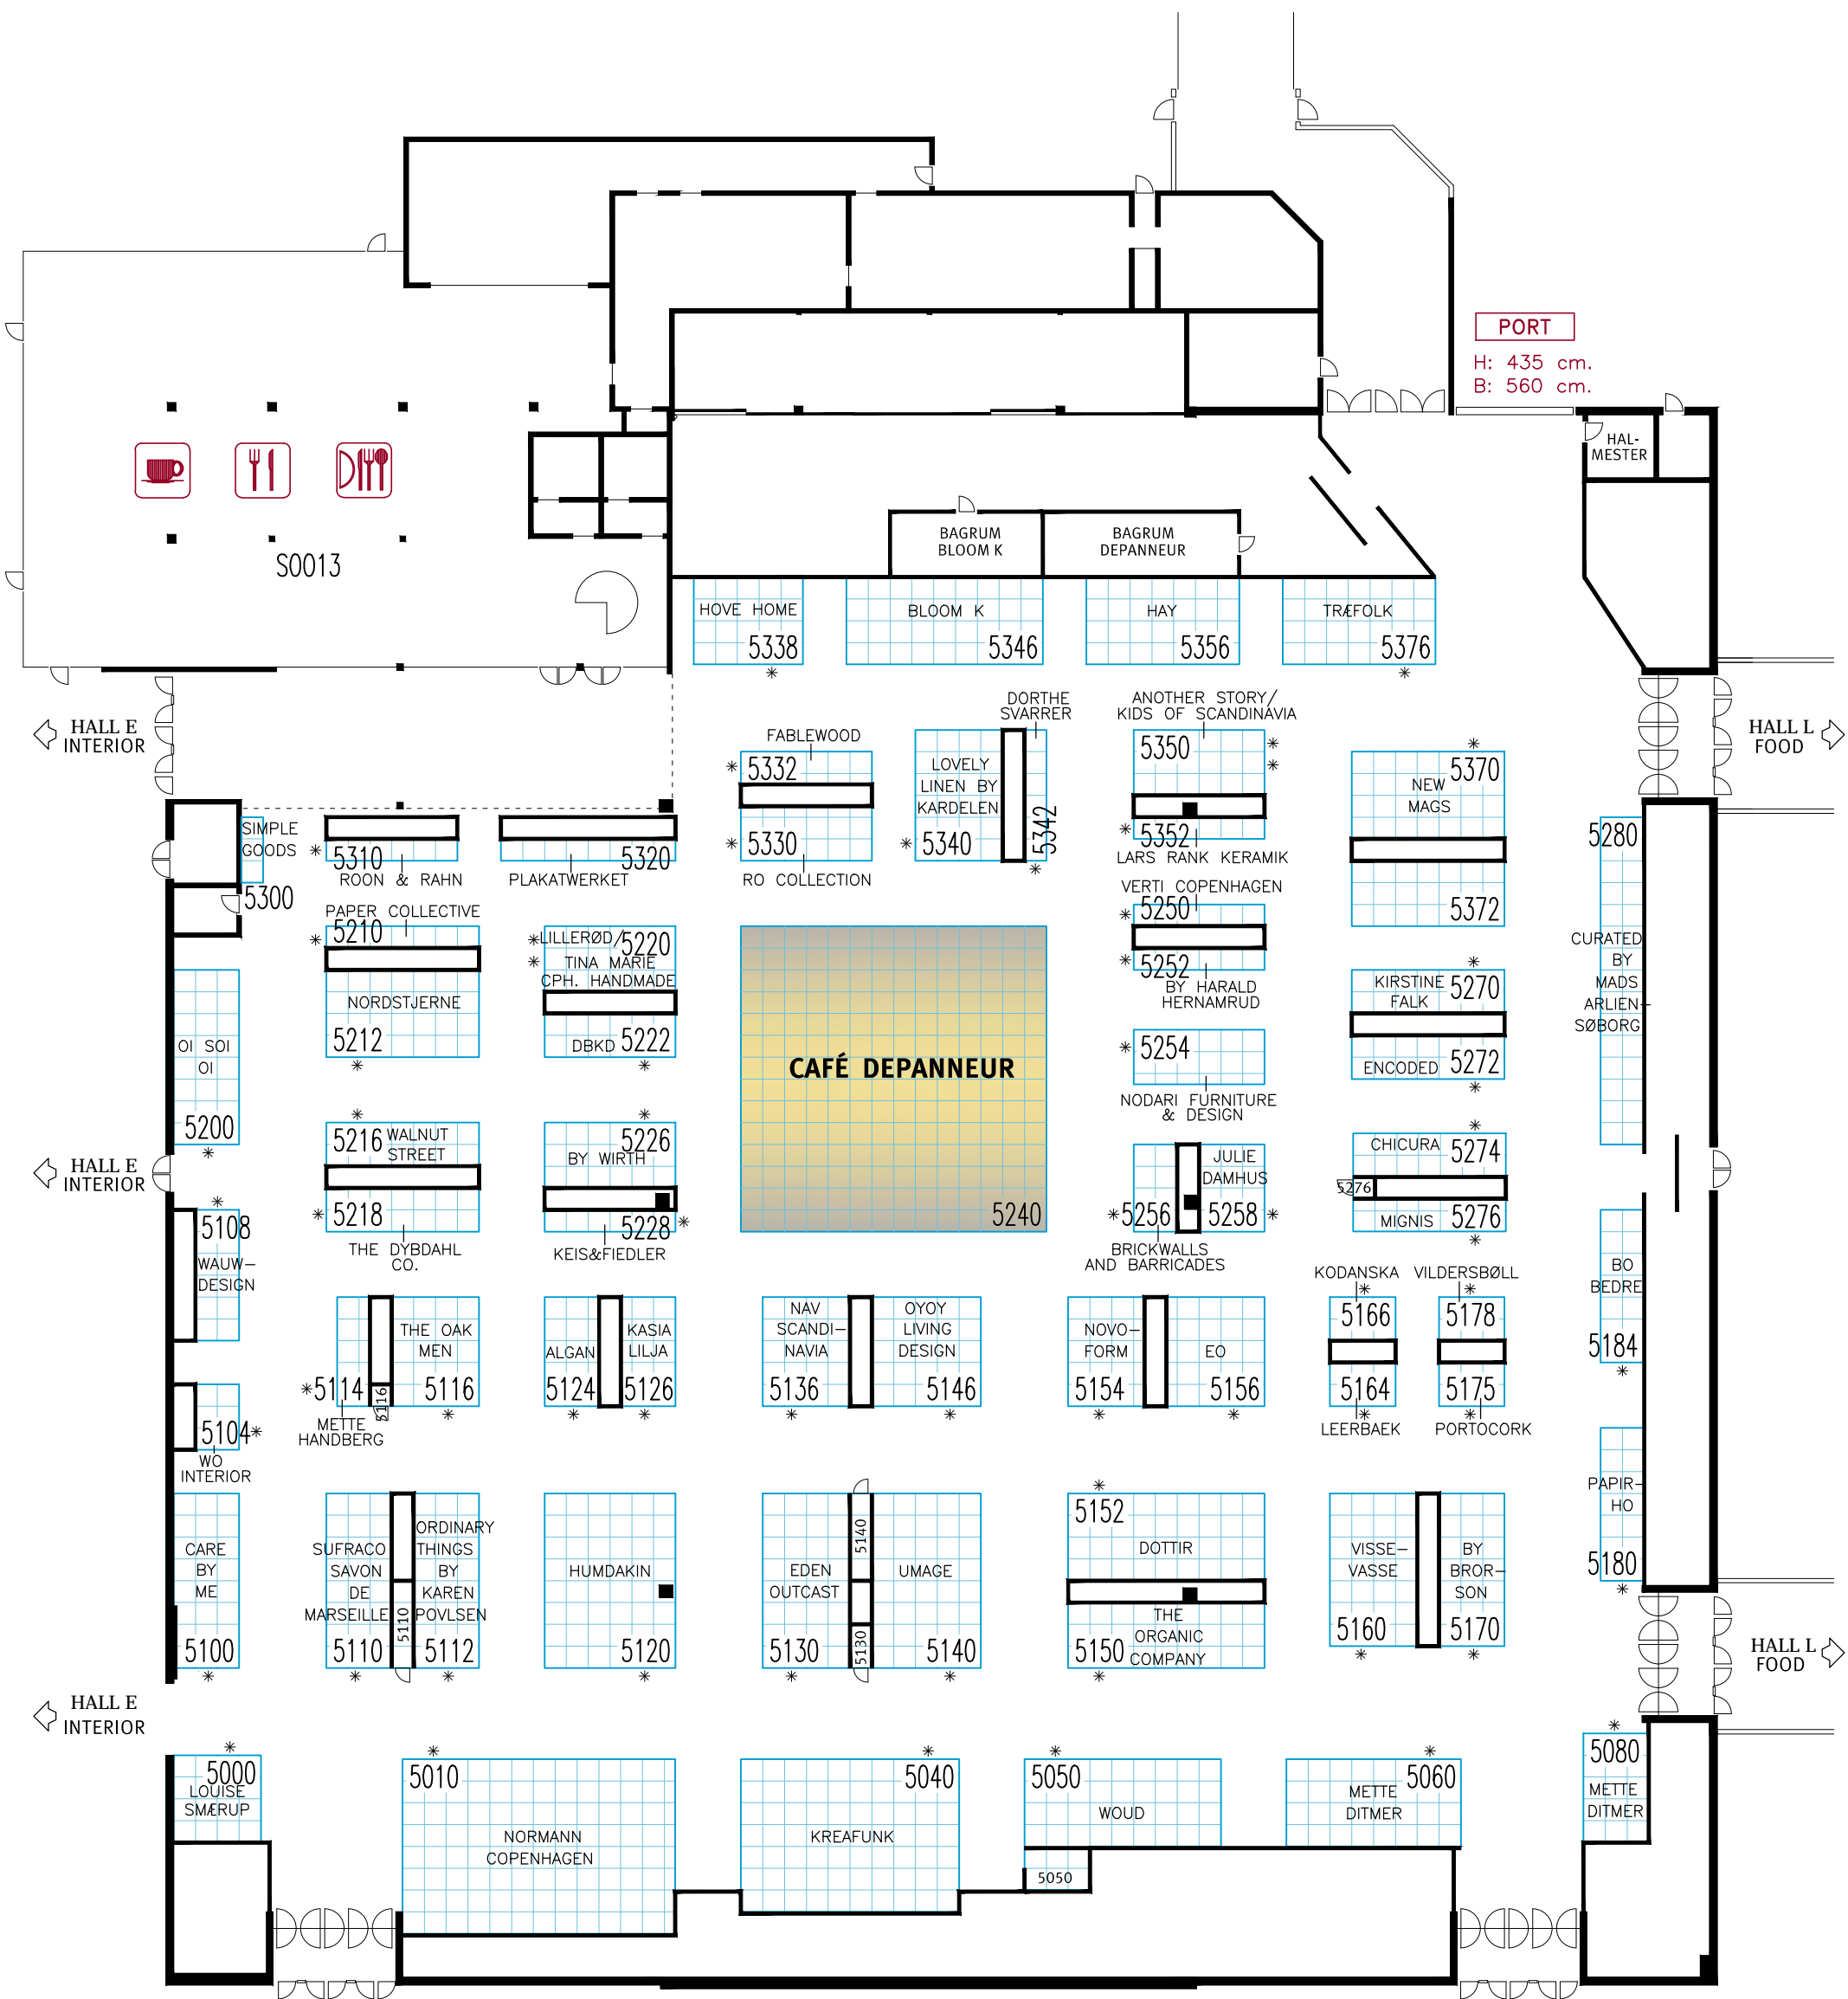 PORT
H: 435 cm.
B: 560 cm.
HAL-
MESTER
S0013
BAGRUM
BLOOM K
BAGRUM
DEPANNEUR
HOVE HOME
5338
*
BLOOM K
5346
HAY
5356
TRÆFOLK
5376
*
HALL E
INTERIOR
HALL L
FOOD
FABLEWOOD
* 5332
* 5330
RO COLLECTION
DORTHE
SVARRER
LOVELY
LINEN BY
KARDELEN
* 5340
5342
*
ANOTHER STORY/
KIDS OF SCANDINAVIA
5350 *
*
* 5352
LARS RANK KERAMIK
*
5370
NEW
MAGS
5372
SIMPLE
GOODS
5300
* 5310
ROON & RAHN
5320
PLAKATWERKET
5280
CURATED
BY
MADS
ARLIEN-
SØBORG
PAPER COLLECTIVE
* 5210
NORDSTJERNE
5212
*
*LILLERØD/ 5220
* TINA MARIE
CPH. HANDMADE
DBKD 5222
*
VERTI COPENHAGEN
* 5250
* 5252
BY HARALD
HERNAMRUD
KIRSTINE
FALK
*
5270
ENCODED 5272
*
OI SOI
OI
5200
*
CAFÉ DEPANNEUR
5240
* 5254
NODARI FURNITURE
& DESIGN
*
5216 WALNUT
STREET
* 5218
THE DYBDAHL
CO.
*
5226
BY WIRTH
5228 *
KEIS&FIEDLER
JULIE
DAMHUS
*5256
5258 *
BRICKWALLS
AND BARRICADES
*
CHICURA 5274
5276
MIGNIS 5276
*
HALL E
INTERIOR
*
5108
WAUW-
DESIGN
BO
BEDRE
5184
*
THE OAK
MEN
*5114
5116
5116
*
METTE
HANDBERG
ALGAN
5124
*
KASIA
LILJA
5126
*
NAV
SCANDI-
NAVIA
5136
*
OYOY
LIVING
DESIGN
5146
*
NOVO-
FORM
5154
*
EO
5156
*
KODANSKA
*
5166
5164
*
LEERBAEK
VILDERSBØLL
*
5178
5175
*
PORTOCORK
5104*
WO
INTERIOR
PAPIR-
HO
5180
*
CARE
BY
ME
5100
*
SUFRACO
SAVON
DE
MARSEILLE
5110
*
5110
ORDINARY
THINGS
BY
KAREN
POVLSEN
5112
*
HUMDAKIN
5120
*
EDEN
OUTCAST
5130
*
5140
5130
UMAGE
5140
*
*
5152
DOTTIR
THE
ORGANIC
COMPANY
5150
*
VISSE-
VASSE
5160
*
BY
BROR-
SON
5170
*
HALL E
INTERIOR
HALL L
FOOD
*
5000
LOUISE
SMÆRUP
*
5010
NORMANN
COPENHAGEN
*
5040
KREAFUNK
*
5050
WOUD
5050
*
5060
METTE
DITMER
*
5080
METTE
DITMER